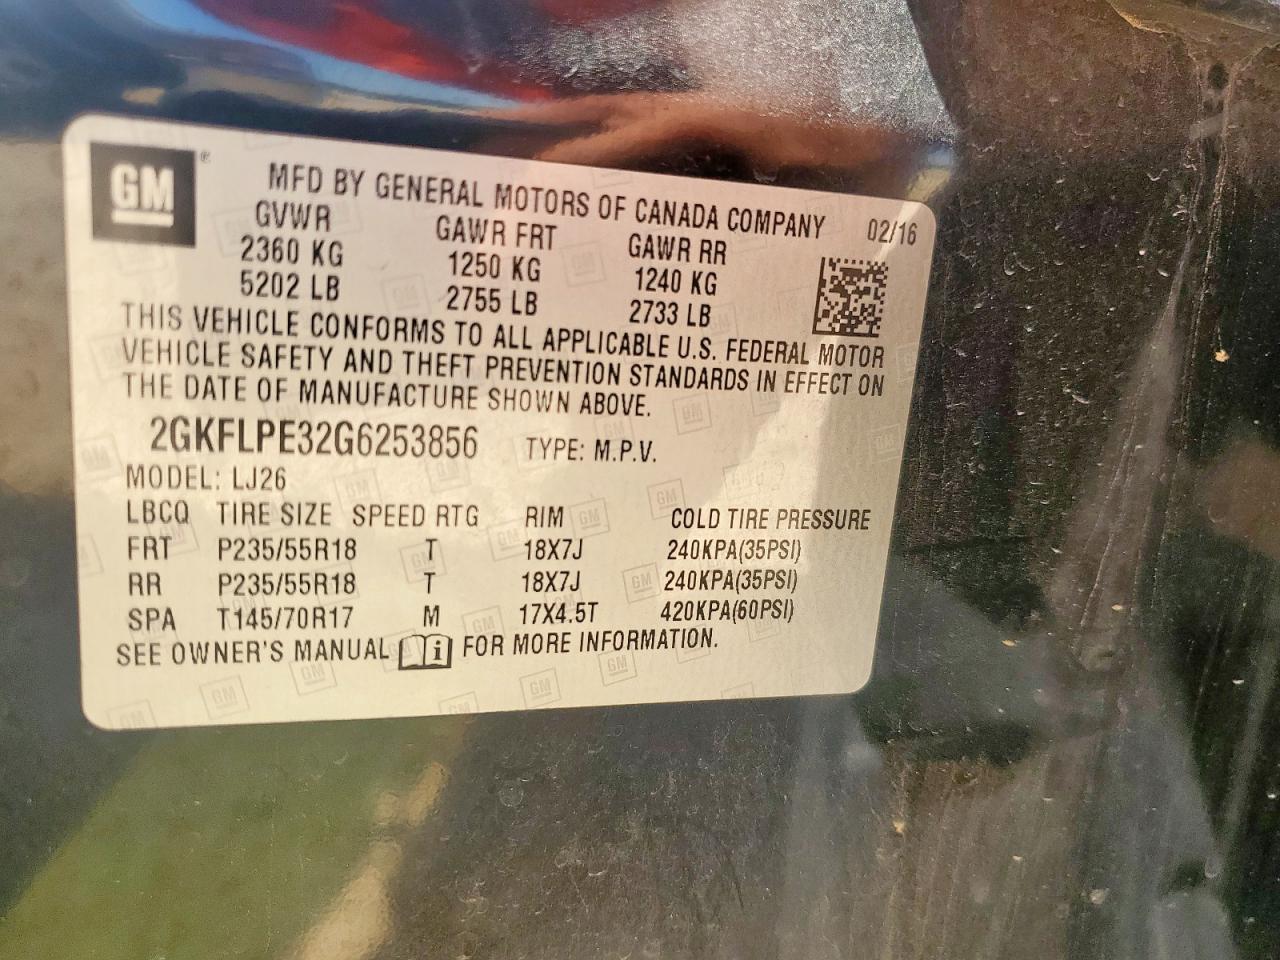 GM ®
MFD BY GENERAL MOTORS OF CANADA COMPANY 02/16
GVWR GAWR FRT GAWR RR
2360 KG 1250 KG 1240 KG
5202 LB 2755 LB 2733 LB
THIS VEHICLE CONFORMS TO ALL APPLICABLE U.S. FEDERAL MOTOR
VEHICLE SAFETY AND THEFT PREVENTION STANDARDS IN EFFECT ON
THE DATE OF MANUFACTURE SHOWN ABOVE.
2GKFLPE32G6253856 TYPE: M.P.V.
MODEL: LJ26
LBCQ TIRE SIZE SPEED RTG RIM COLD TIRE PRESSURE
FRT P235/55R18 T 18X7J 240KPA(35PSI)
RR P235/55R18 T 18X7J 240KPA(35PSI)
SPA T145/70R17 M 17X4.5T 420KPA(60PSI)
SEE OWNER'S MANUAL i FOR MORE INFORMATION.